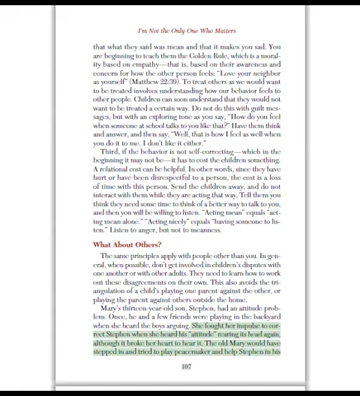 I'm Not the Only One Who Matters
that what they said was mean and that it makes you sad. You
are beginning to teach them the Golden Rule, which is a moral-
ity based on empathy—that is, based on their awareness and
concern for how the other person feels: "Love your neighbor
as yourself" (Matthew 22:39). To treat others as we would want
to be treated involves understanding how our behavior feels to
other people. Children can soon understand that they would not
want to be treated a certain way. Do not do this with guilt mes-
sages, but with an exploring tone as you say, "How do you feel
when someone at school talks to you like that?" Have them think
and answer, and then say, "Well, that is how I feel as well when
you do it to me. I don't like it either."
Third, if the behavior is not self-correcting—which in the
beginning it may not be—it has to cost the children something.
A relational cost can be helpful. In other words, since they have
hurt or have been disrespectful to a person, the cost is a loss
of time with this person. Send the children away, and do not
interact with them while they are acting that way. Tell them you
think they need some time to think of a better way to talk to you,
and then you will be willing to listen. "Acting mean" equals "act-
ing mean alone." "Acting nicely" equals "having someone to lis-
ten." Listen to anger, but not to meanness.
What About Others?
The same principles apply with people other than you. In gen-
eral, when possible, don't get involved in children's disputes with
one another or with other adults. They need to learn how to work
out these disagreements on their own. This also avoids the tri-
angulation of a child's playing one parent against the other, or
playing the parent against others outside the home.
Mary's thirteen-year-old son, Stephen, had an attitude prob-
lem. Once, he and a few friends were playing in the backyard
when she heard the boys arguing. She fought her impulse to cor-
rect Stephen when she heard his "attitude" rearing its head again,
although it broke her heart to hear it. The old Mary would have
stepped in and tried to play peacemaker and help Stephen in his
107